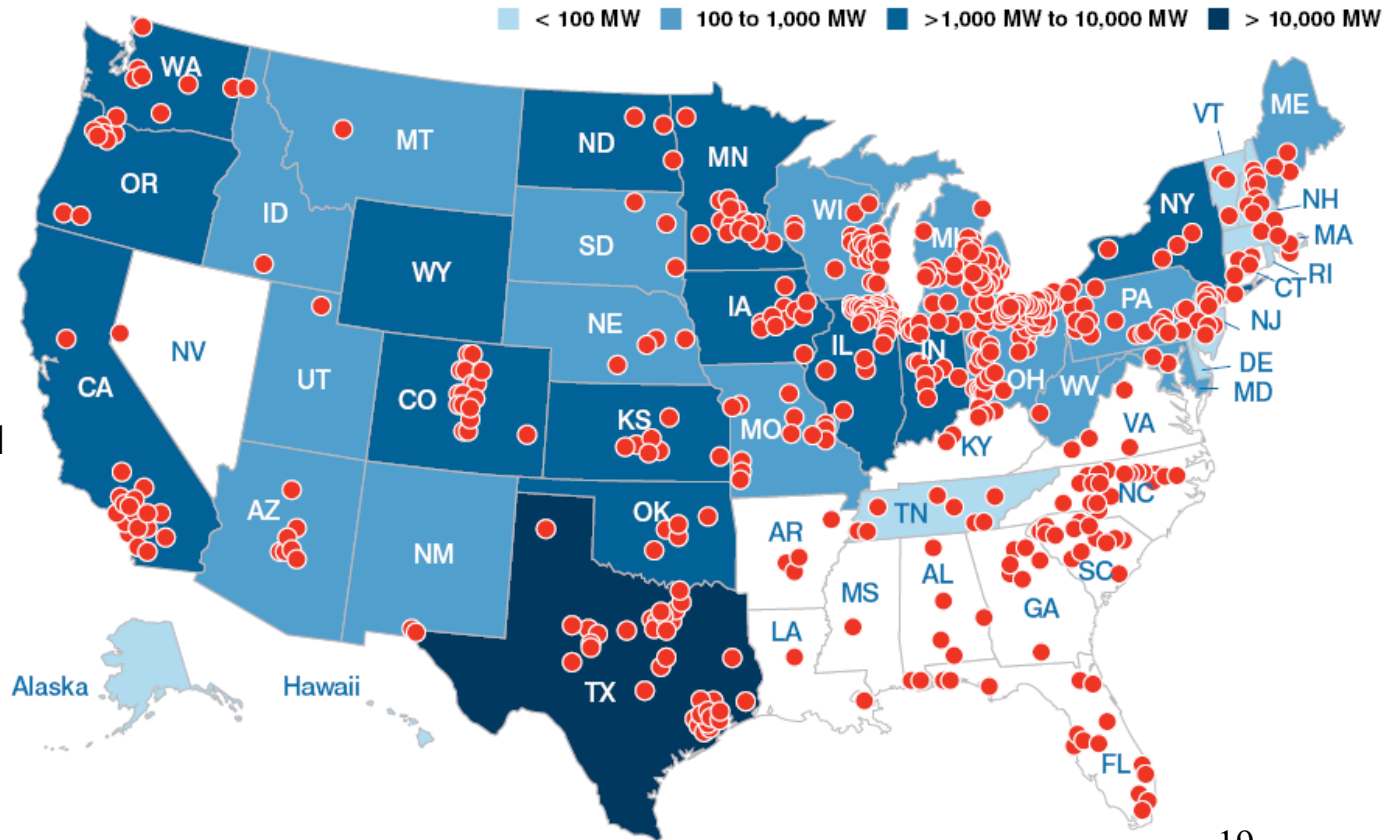 < 100 MW 100 to 1,000 MW >1,000 MW to 10,000 MW > 10,000 MW
WA
MT
ND
MN
VT
ME
OR
ID
SD
WI
MI
NY
NH
MA
RI
CT
WY
NE
IA
PA
NJ
NV
UT
CO
KS
MO
IL
IN
OH
WV
DE
MD
CA
KY
VA
AZ
NM
OK
AR
TN
NC
MS
AL
SC
GA
LA
TX
FL
Alaska
Hawaii